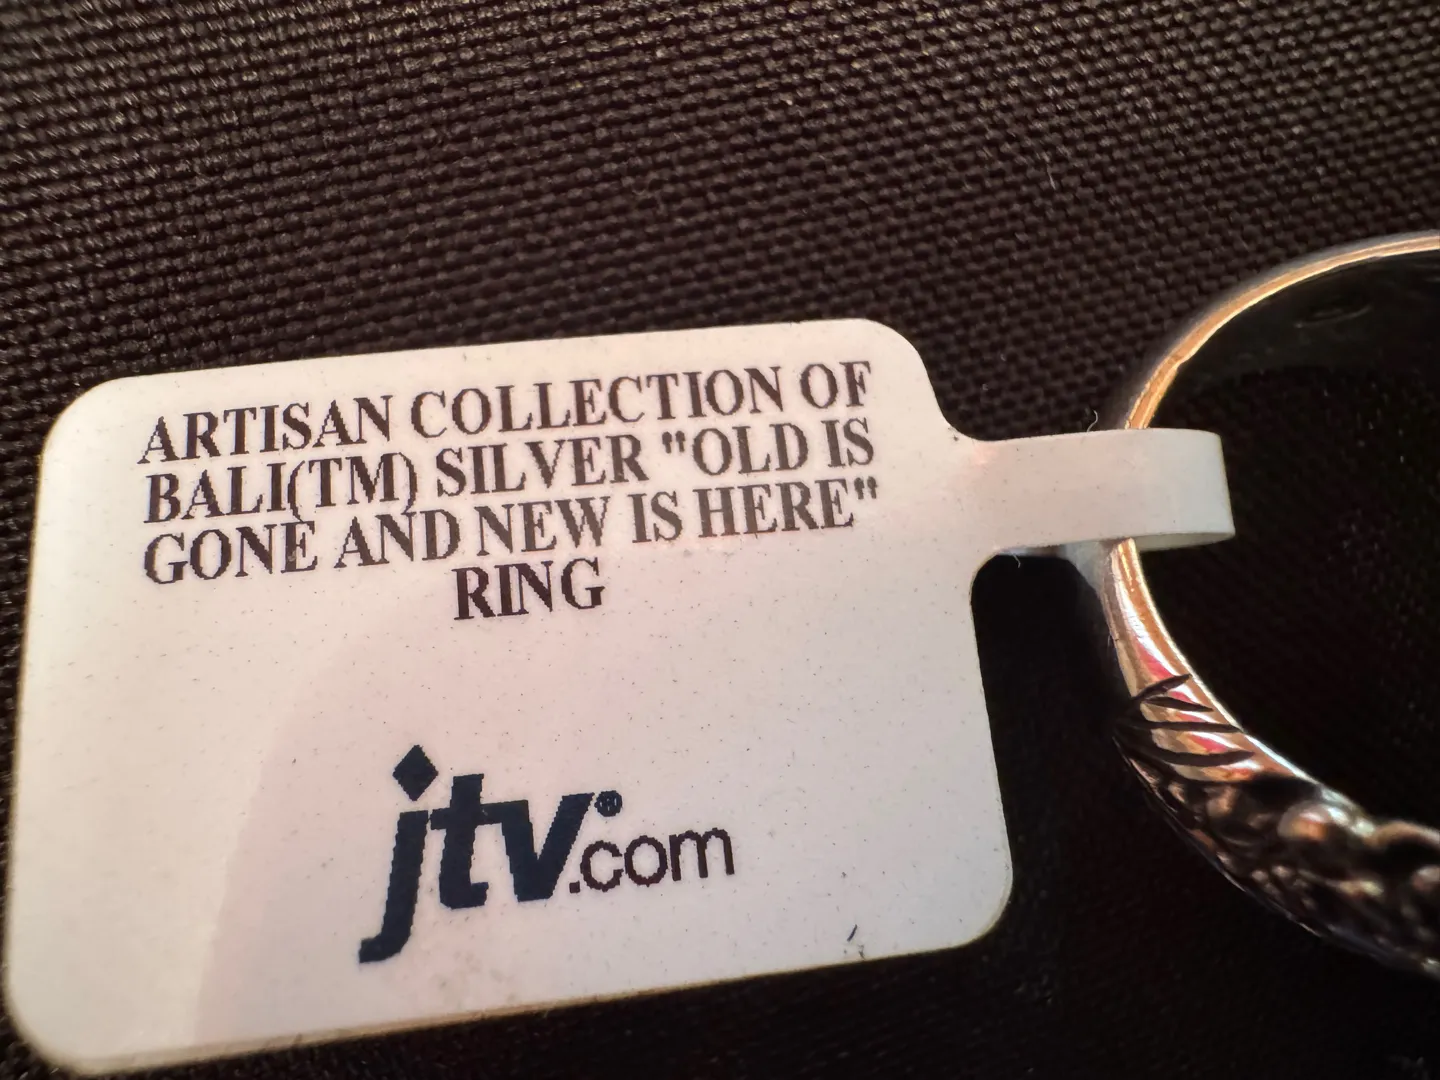 ARTISAN COLLECTION OF
BALI(TM) SILVER "OLD IS
GONE AND NEW IS HERE"
RING
jtv®.com